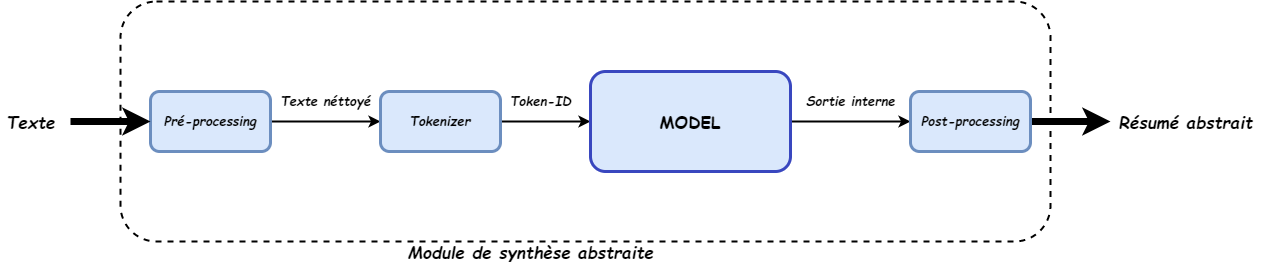 Texte
Pré-processing
Texte néttoyé
Tokenizer
Token-ID
MODEL
Sortie interne
Post-processing
Résumé abstrait
Module de synthèse abstraite